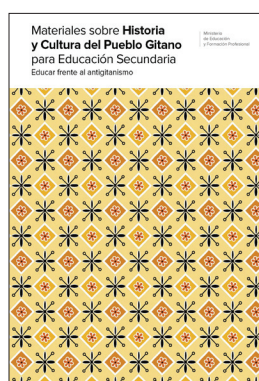 Materiales sobre Historia
y Cultura del Pueblo Gitano
para Educación Secundaria
Educar frente al antigitanismo
Ministerio
de Educación
y Formación Profesional